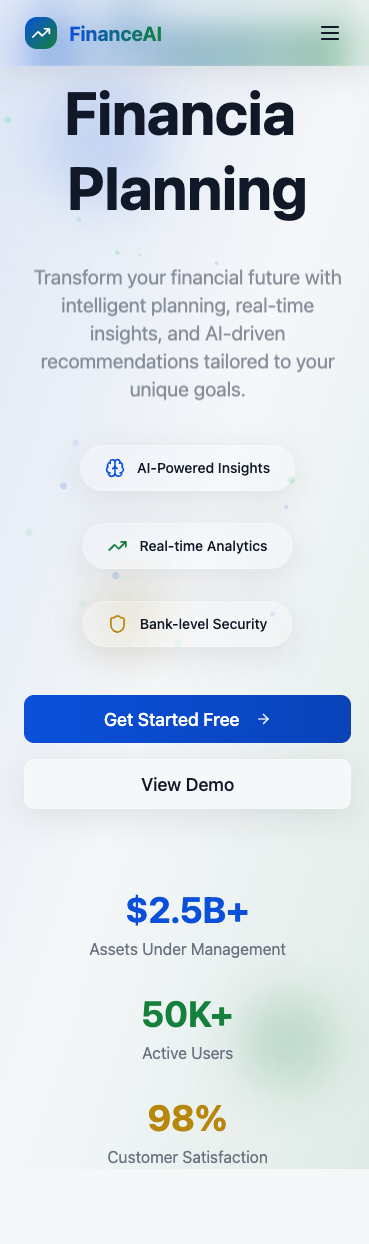 FinanceAI
Financia
Planning
Transform your financial future with
intelligent planning, real-time
insights, and AI-driven
recommendations tailored to your
unique goals.
AI-Powered Insights
Real-time Analytics
Bank-level Security
Get Started Free
View Demo
$2.5B+
Assets Under Management
50K+
Active Users
98%
Customer Satisfaction